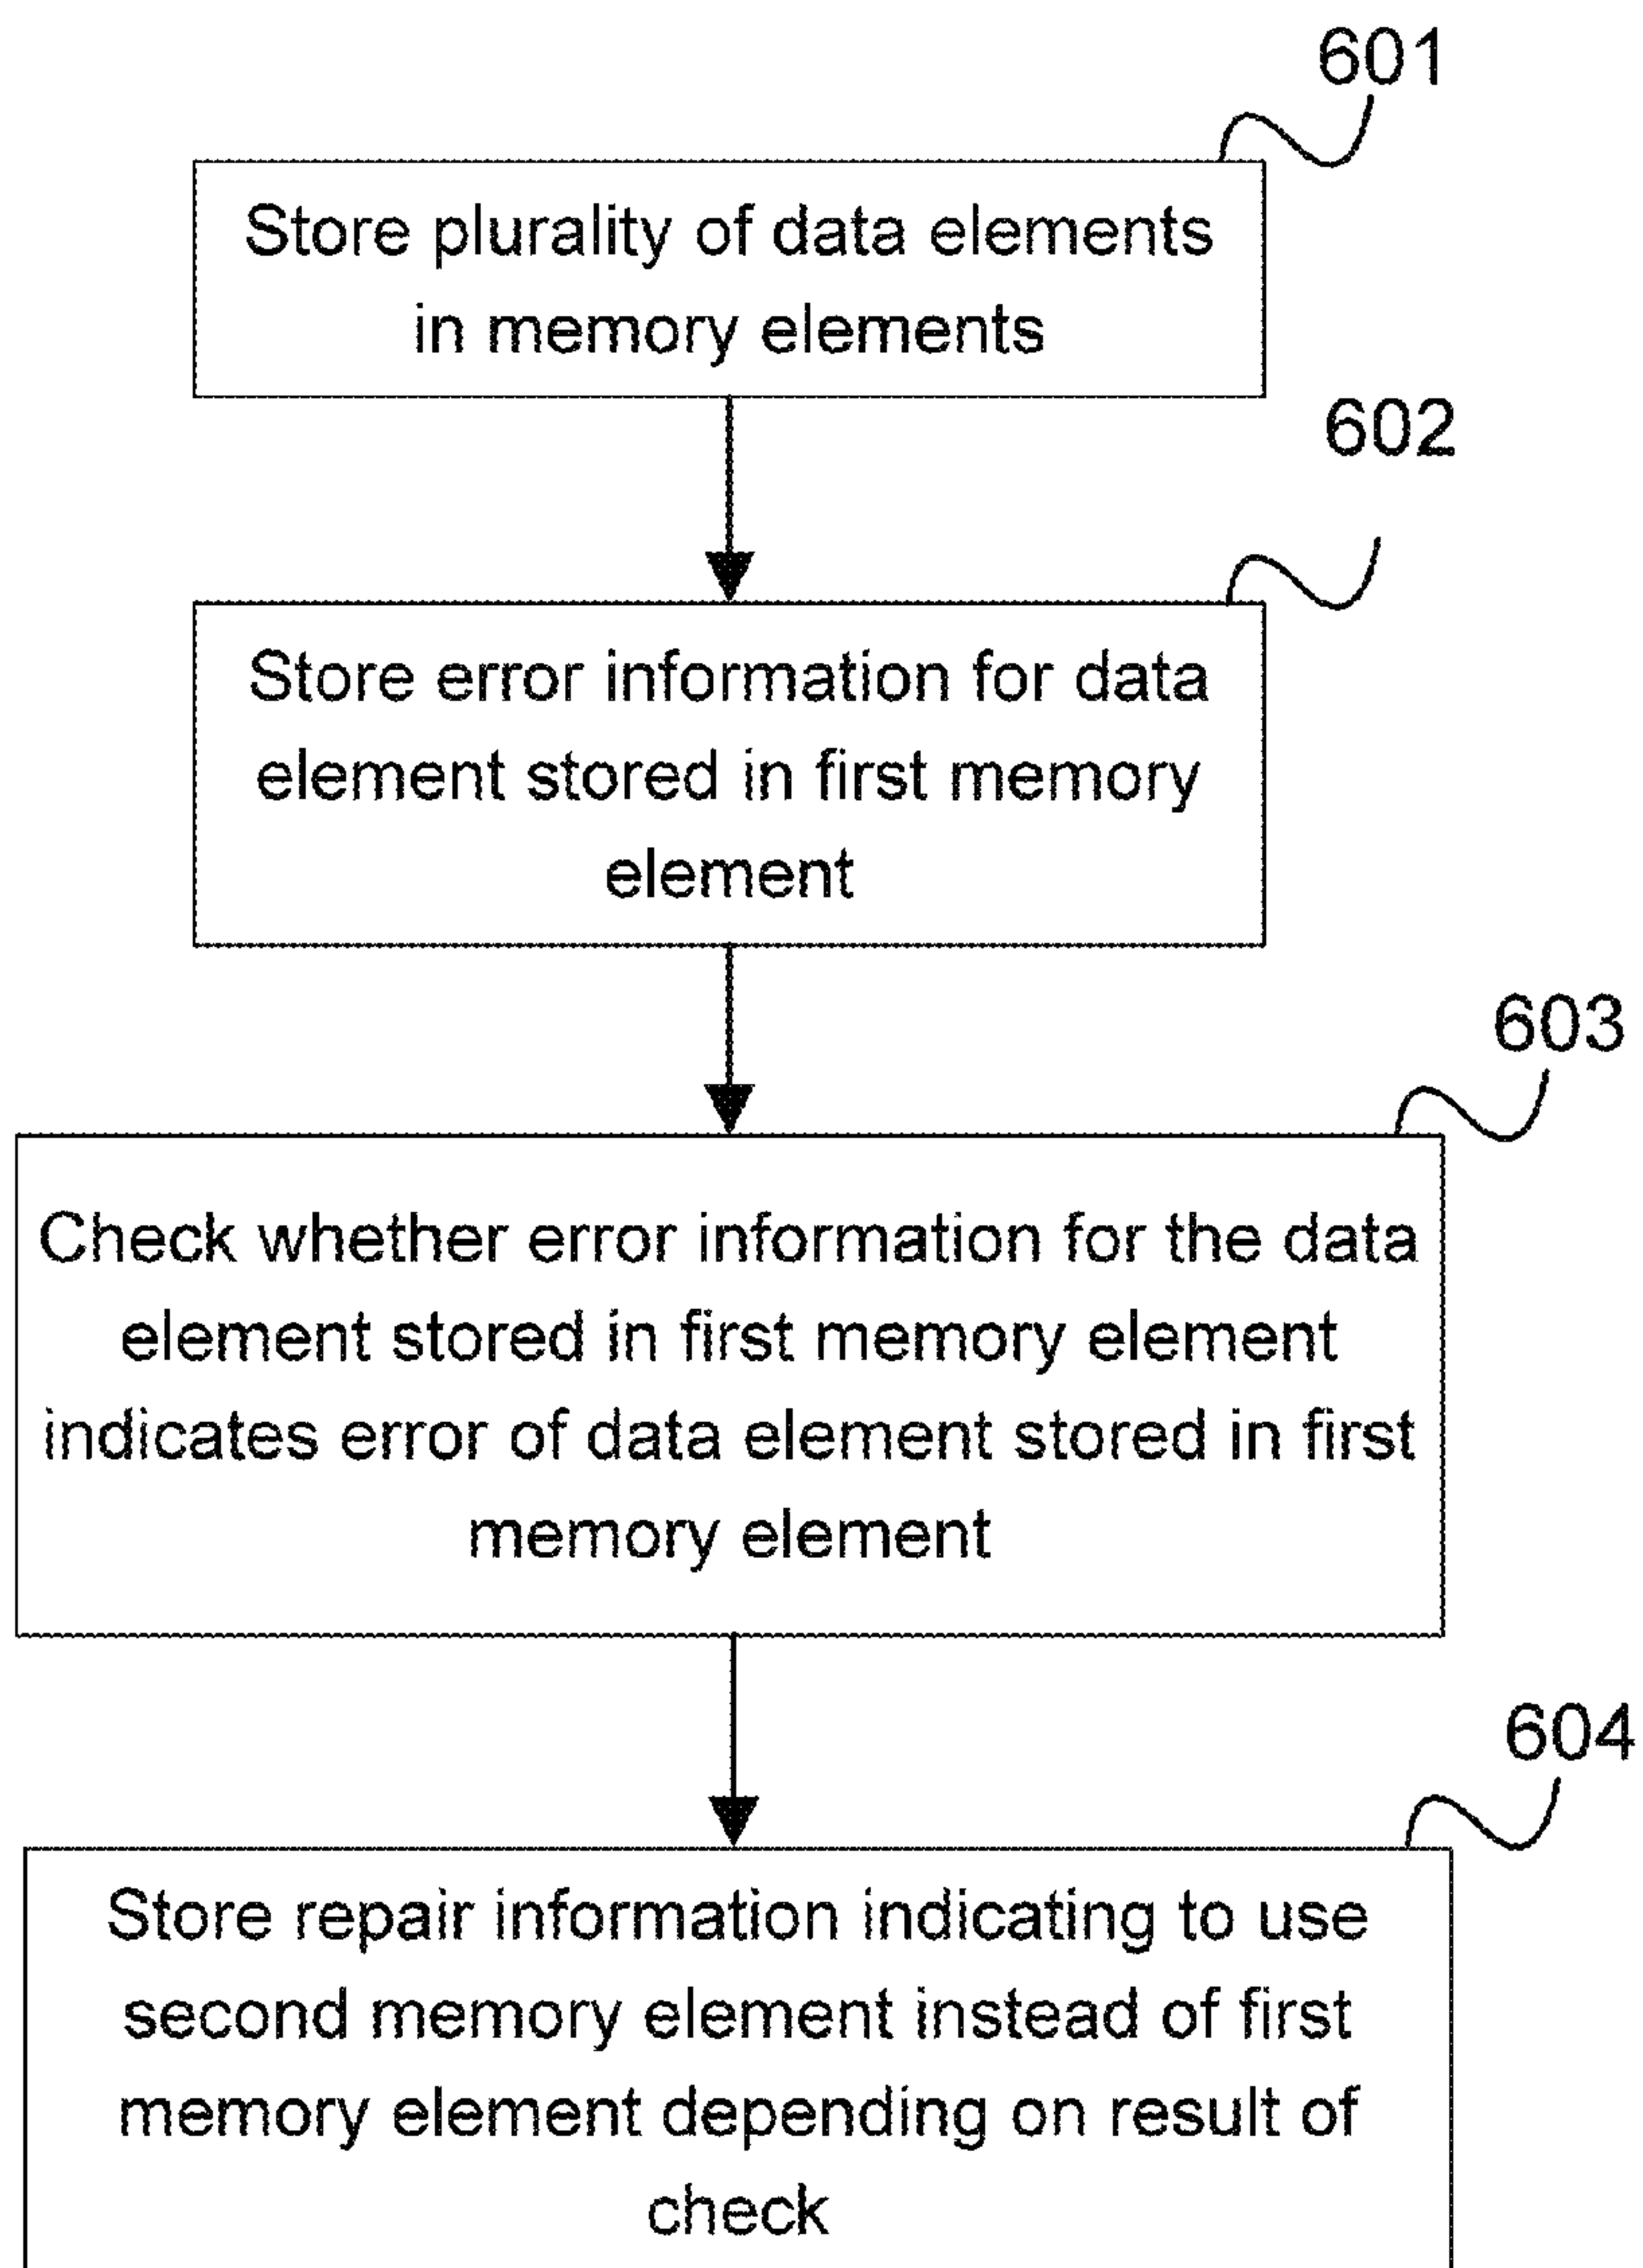 601
Store plurality of data elements
in memory elements
602
Store error information for data
element stored in first memory
element
603
Check whether error information for the data
element stored in first memory element
indicates error of data element stored in first
memory element
604
Store repair information indicating to use
second memory element instead of first
memory element depending on result of
check